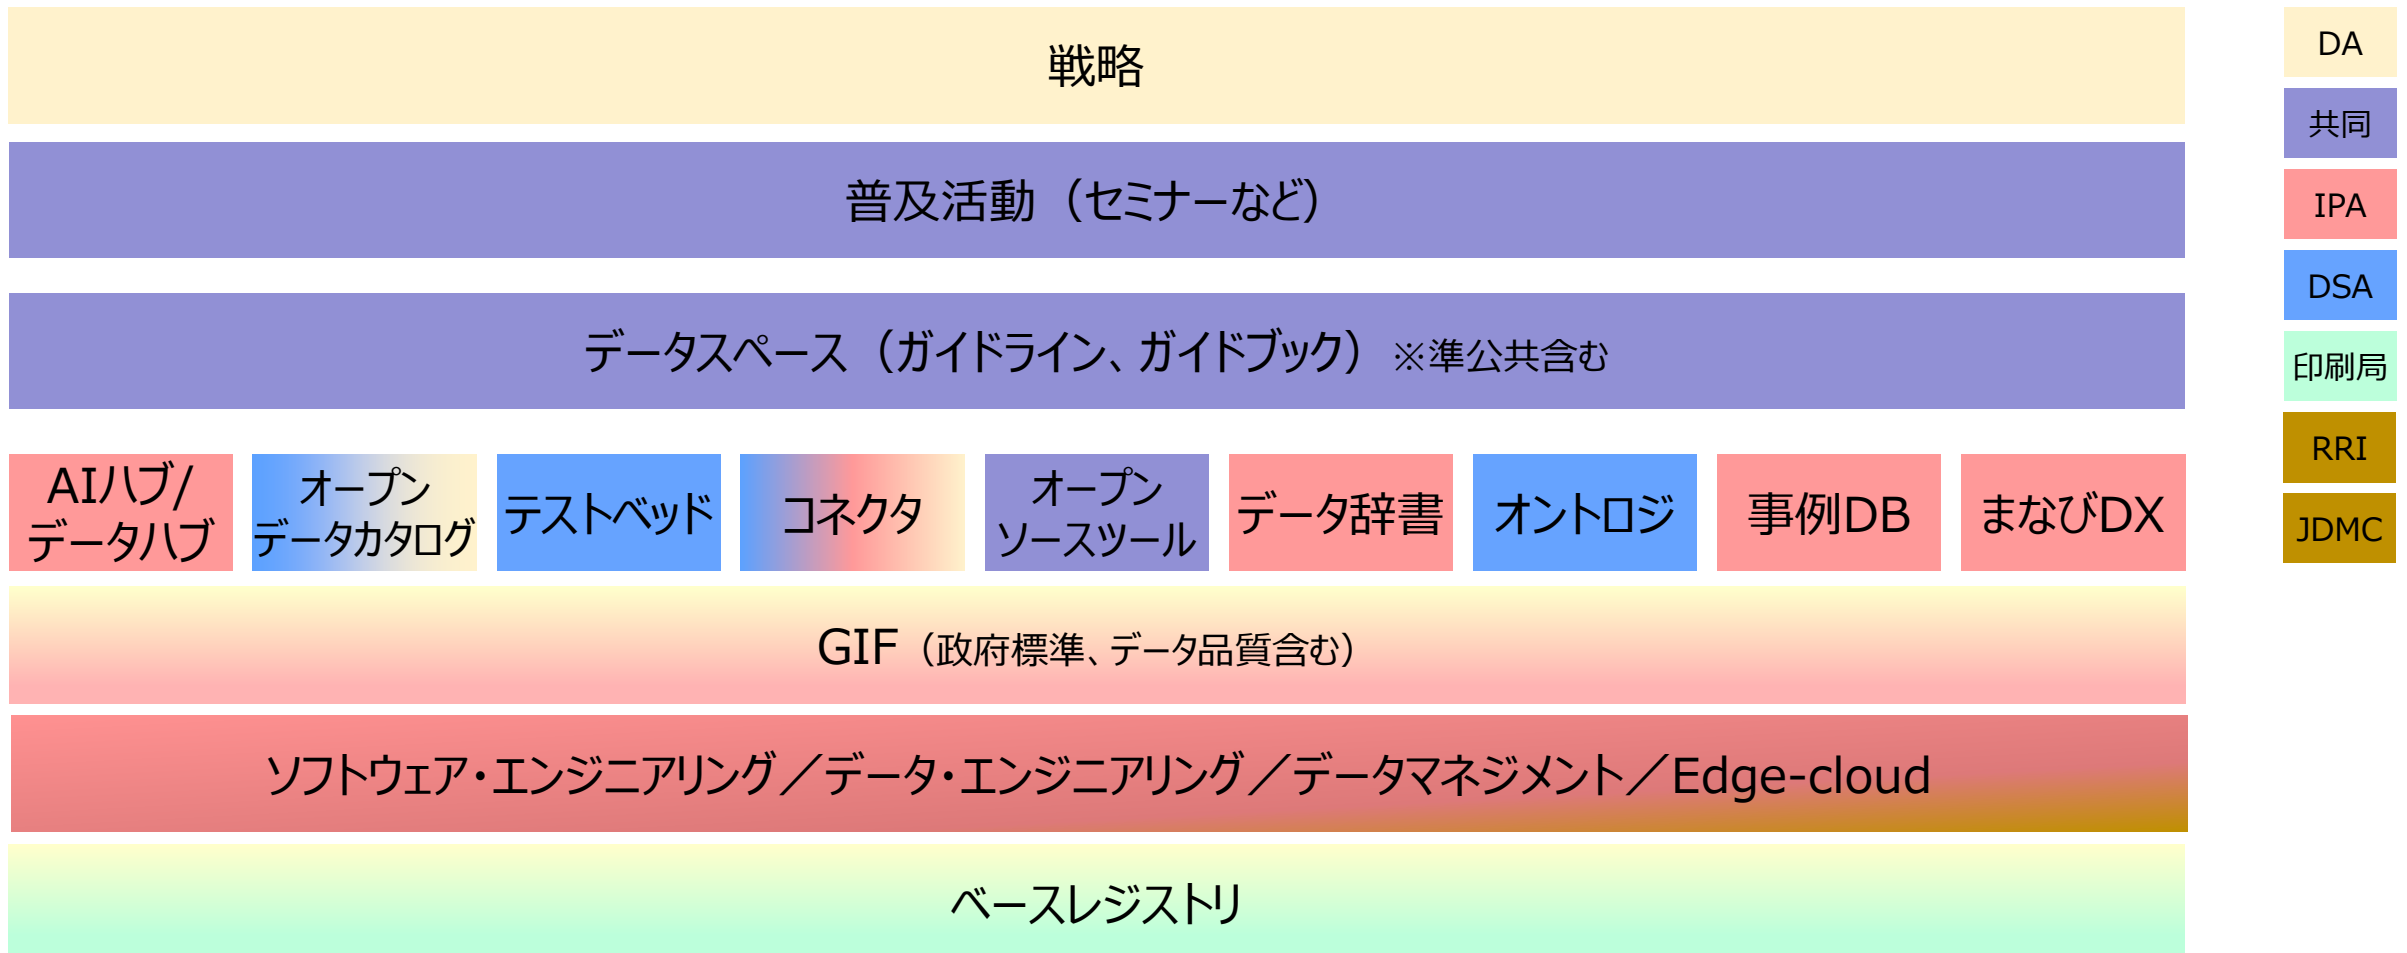 戦略
普及活動（セミナーなど）
データスペース（ガイドライン、ガイドブック）※準公共含む
AIハブ/
データハブ
オープン
データカタログ
テストベッド
コネクタ
オープン
ソースツール
データ辞書
オントロジ
事例DB
まなびDX
GIF（政府標準、データ品質含む）
ソフトウェア・エンジニアリング／データ・エンジニアリング／データマネジメント／Edge-cloud
ベースレジストリ
DA
共同
IPA
DSA
印刷局
RRI
JDMC